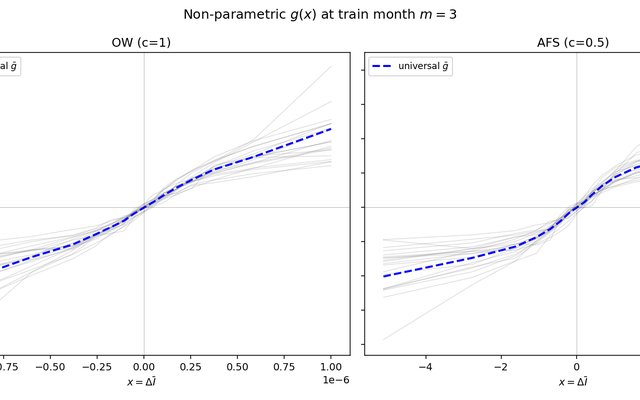 Non-parametric g(x) at train month m = 3
OW (c=1)
AFS (c=0.5)
al ĝ
universal ĝ
0.75 −0.50 −0.25 0.00 0.25 0.50 0.75 1.00
1e−6
x = ΔĪ
−4 −2 0
x = ΔĪ